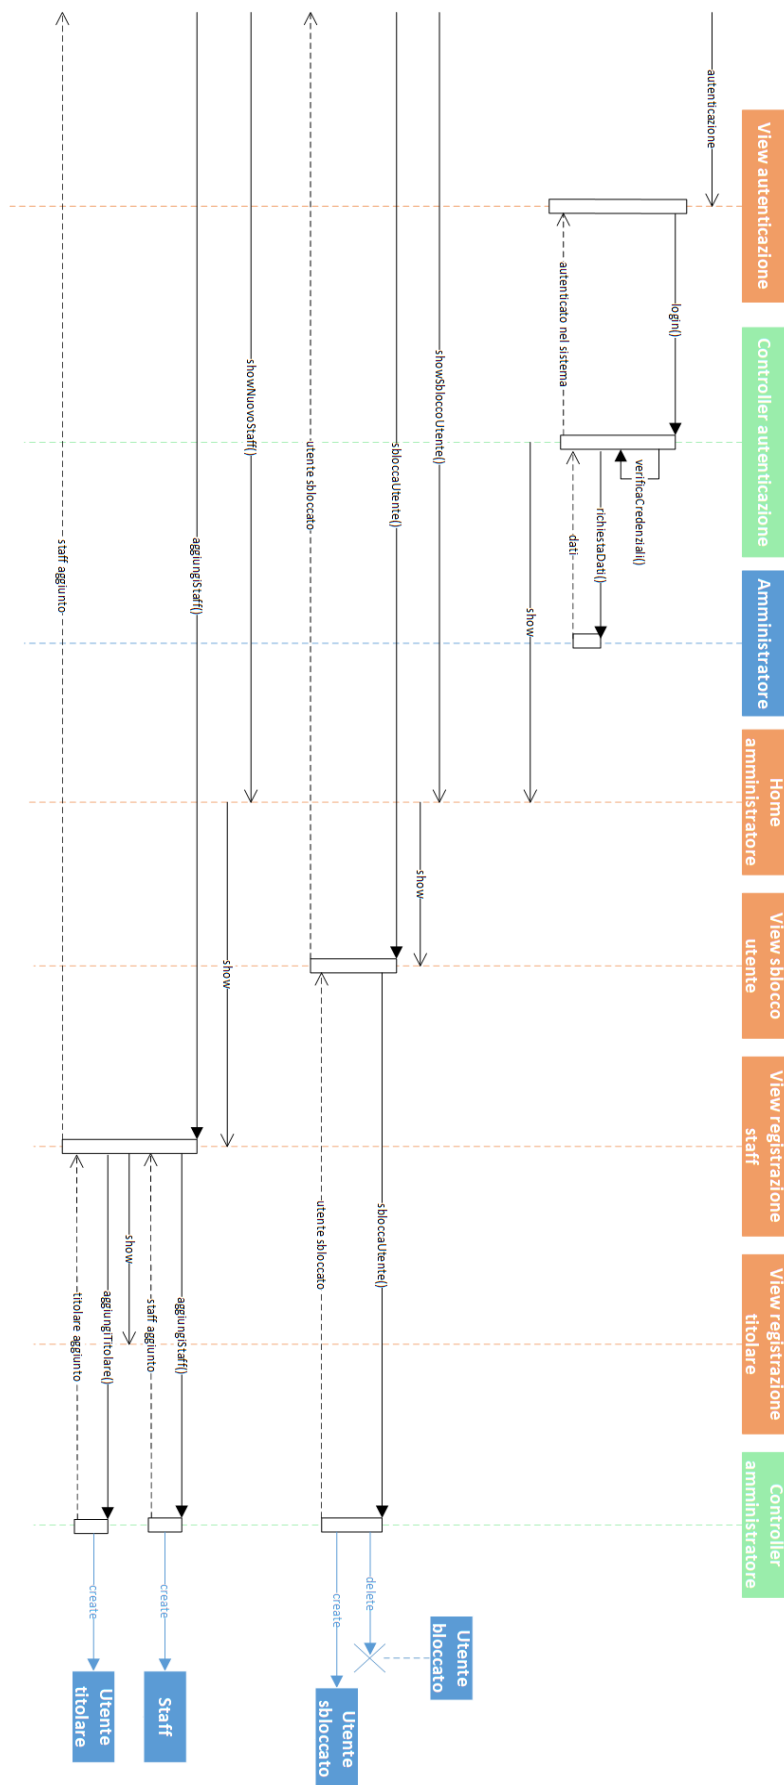 View autenticazione
Controller autenticazione
Amministratore
Home
amministratore
View sblocco
utente
View registrazione
staff
View registrazione
titolare
Controller
amministratore
autenticazione
login()
verificaCredenziali()
richiestaDati()
dati
autenticato nel sistema
show
showSbloccoUtente()
show
sbloccaUtente()
sbloccaUtente()
Utente
bloccato
delete
create
Utente
sbloccato
utente sbloccato
utente sbloccato
showNuovoStaff()
show
aggiungiStaff()
aggiungiStaff()
create
Staff
staff aggiunto
show
aggiungiTitolare()
create
Utente
titolare
titolare aggiunto
staff aggiunto